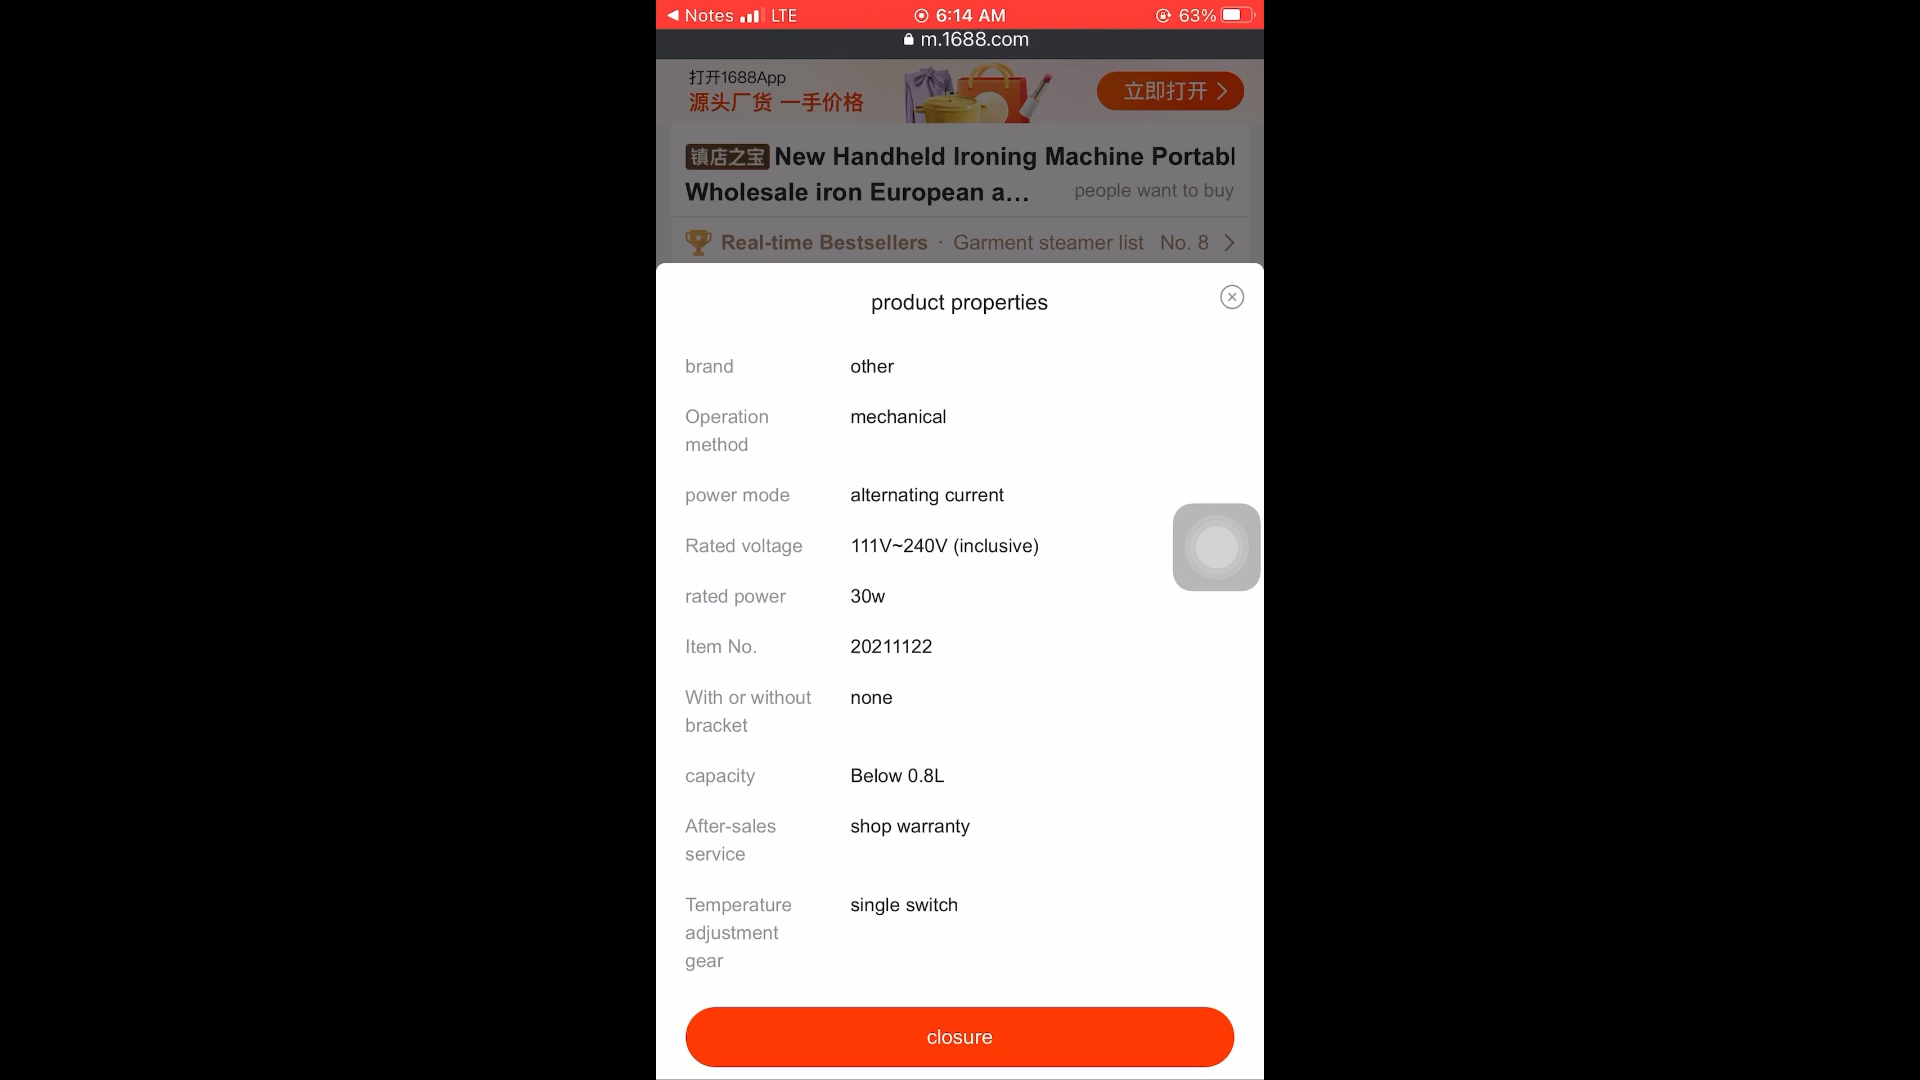 Notes LTE 6:14 AM 63%
m.1688.com
打开1688App
源头厂货 一手价格
立即打开
镇店之宝 New Handheld Ironing Machine Portabl
Wholesale iron European a... people want to buy
Real-time Bestsellers · Garment steamer list No. 8
product properties
brand other
Operation mechanical
method
power mode alternating current
Rated voltage 111V~240V (inclusive)
rated power 30w
Item No. 20211122
With or without none
bracket
capacity Below 0.8L
After-sales shop warranty
service
Temperature single switch
adjustment
gear
closure